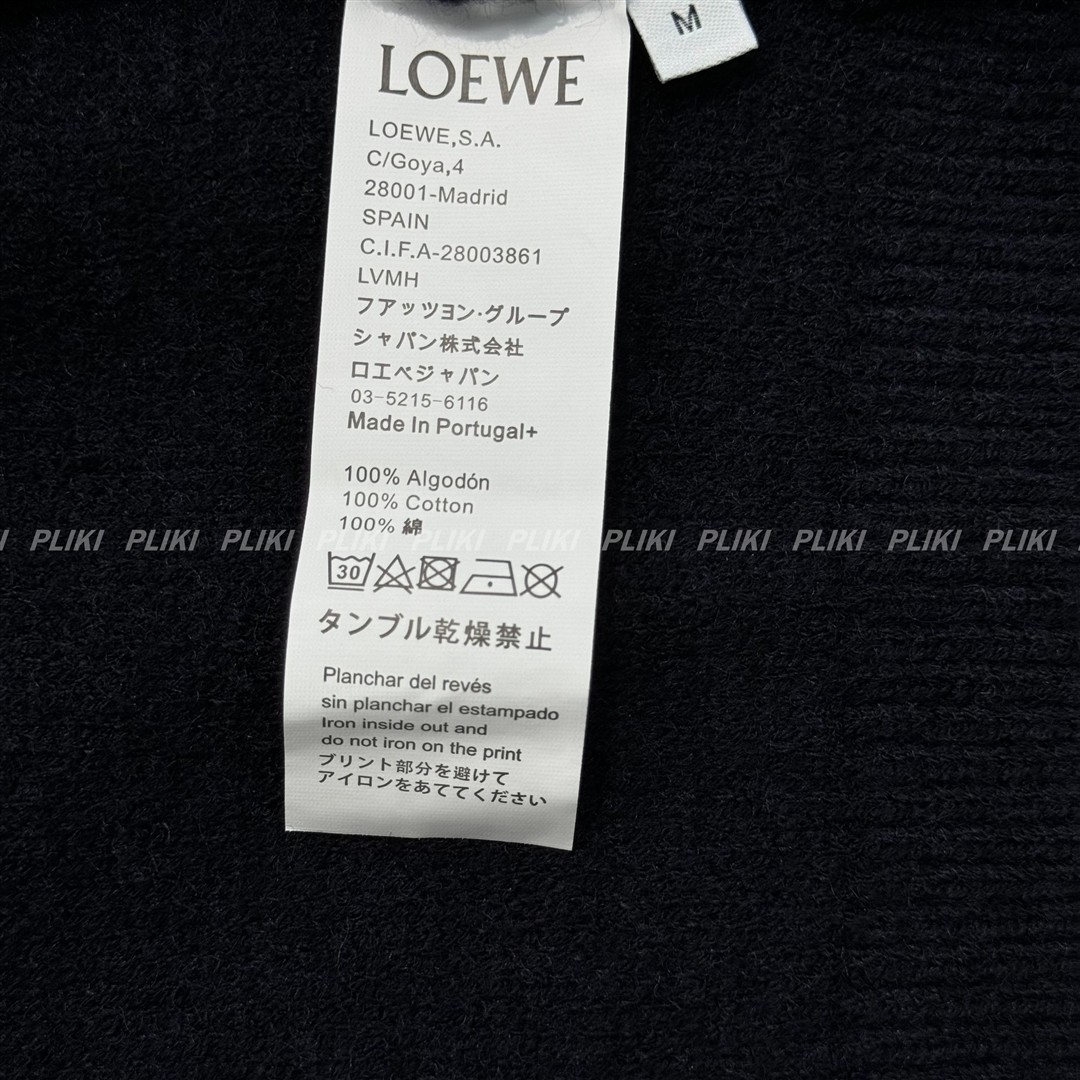 M
LOEWE
LOEWE,S.A.
C/Goya,4
28001-Madrid
SPAIN
C.I.F.A-28003861
LVMH
フアッツヨン·グループ
シャパン株式会社
ロエベジャパン
03-5215-6116
Made In Portugal+
100% Algodón
100% Cotton
100% 綿
PLIKI PLIKI PLIKI PLIKI PLIKI PLIKI PLIKI PLIKI PLIKI PLIKI PLIKI
30
タンブル乾燥禁止
Planchar del revés
sin planchar el estampado
Iron inside out and
do not iron on the print
プリント部分を避けて
アイロンをあててください